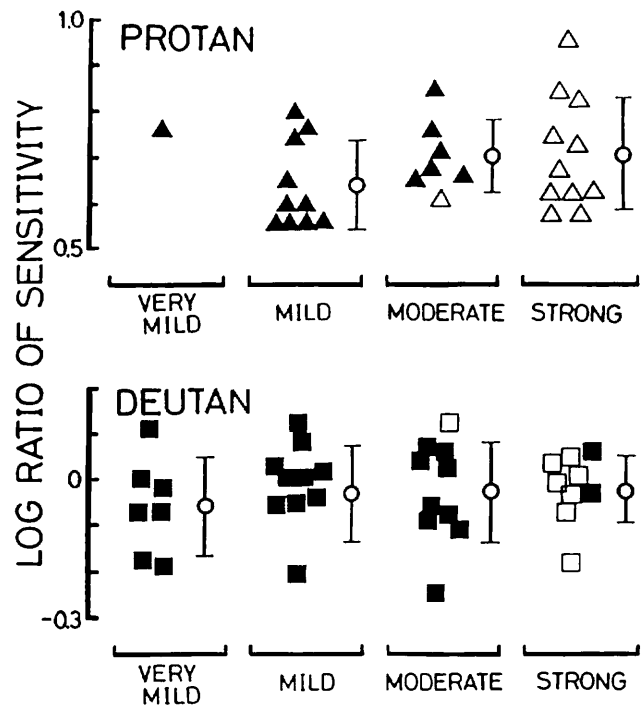 LOG RATIO OF SENSITIVITY
1.0
PROTAN
0.5
VERY
MILD
MILD
MODERATE
STRONG
DEUTAN
0
-0.3
VERY
MILD
MILD
MODERATE
STRONG